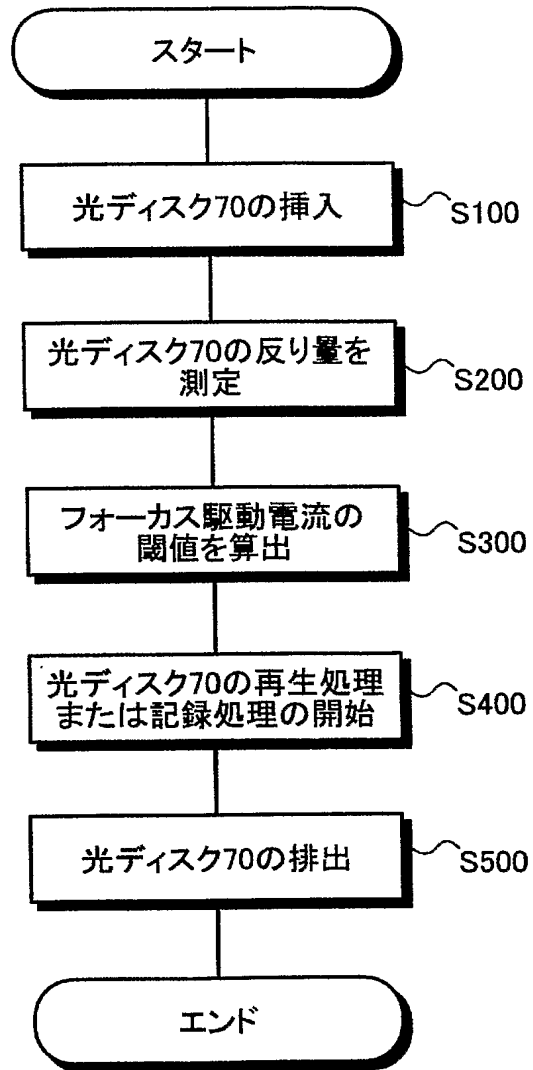 スタート
光ディスク70の挿入
S100
光ディスク70の反り量を
測定
S200
フォーカス駆動電流の
閾値を算出
S300
光ディスク70の再生処理
または記録処理の開始
S400
光ディスク70の排出
S500
エンド